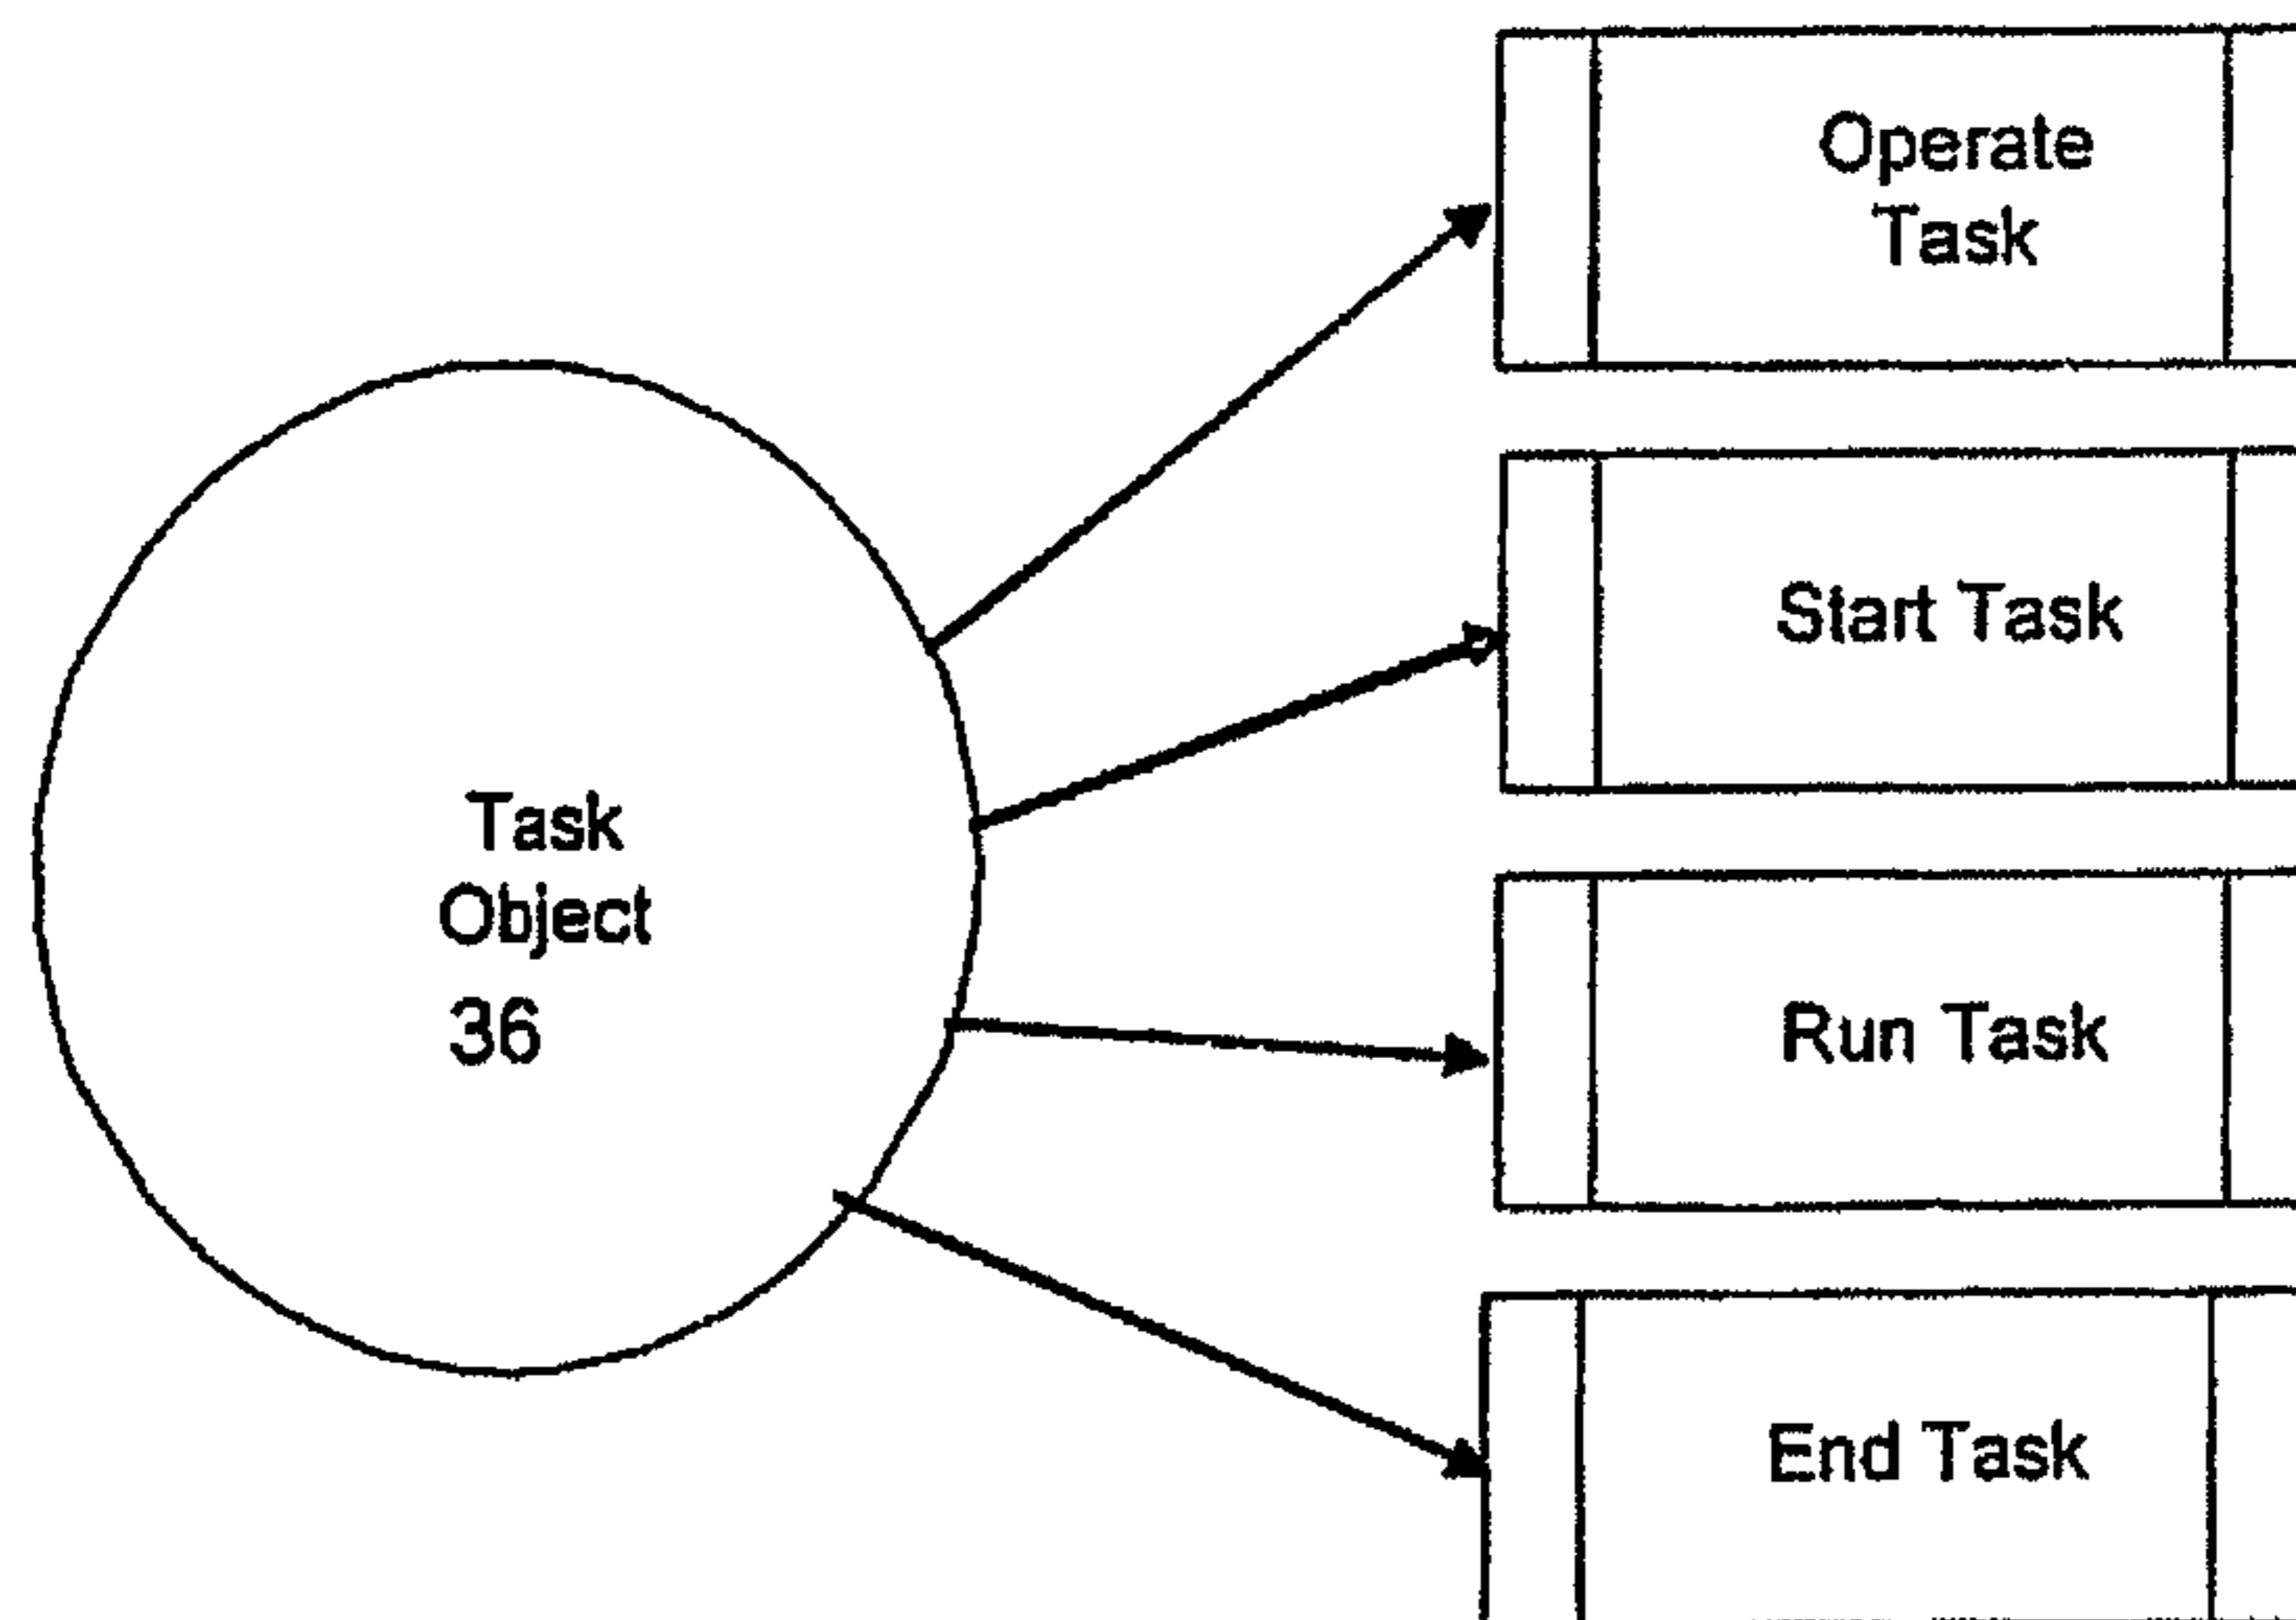 Operate
Task
Start Task
Task
Object
36
Run Task
End Task